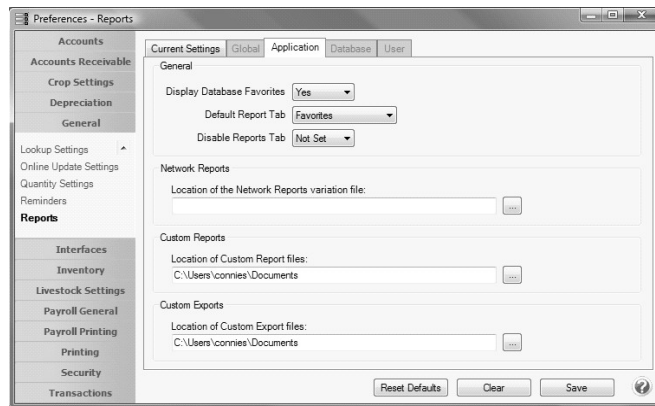 Preferences - Reports
Accounts
Accounts Receivable
Crop Settings
Depreciation
General
Lookup Settings
Online Update Settings
Quantity Settings
Reminders
Reports
Interfaces
Inventory
Livestock Settings
Payroll General
Payroll Printing
Printing
Security
Transactions
Current Settings Global Application Database User
General
Display Database Favorites Yes
Default Report Tab Favorites
Disable Reports Tab Not Set
Network Reports
Location of the Network Reports variation file:
...
Custom Reports
Location of Custom Report files:
C:\Users\connies\Documents ...
Custom Exports
Location of Custom Export files:
C:\Users\connies\Documents ...
Reset Defaults Clear Save ?